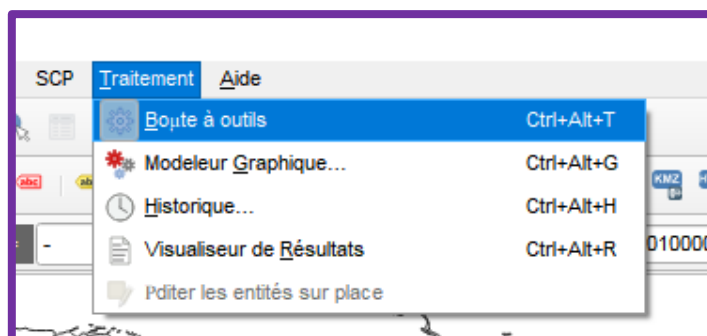 SCP Traitement Aide
Boµte à outils Ctrl+Alt+T
Modeleur Graphique... Ctrl+Alt+G
abc KMZ
Historique... Ctrl+Alt+H
Visualiseur de Résultats Ctrl+Alt+R
- 010000
Pditer les entités sur place